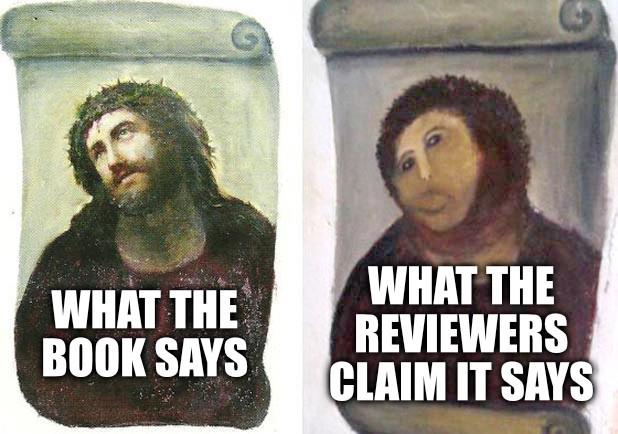 WHAT THE
BOOK SAYS
WHAT THE
REVIEWERS
CLAIM IT SAYS